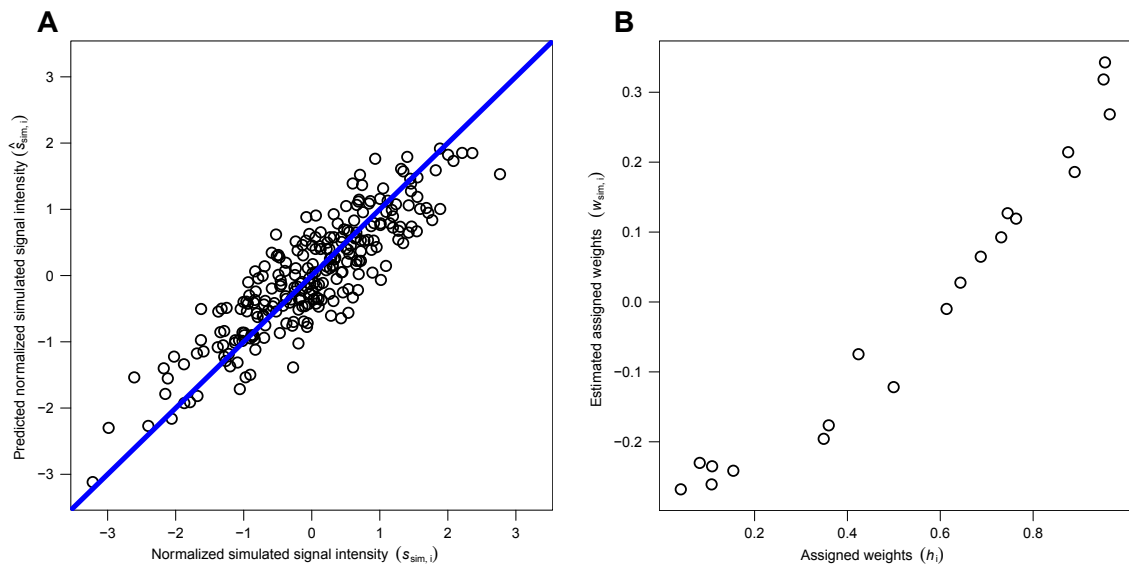 A
Predicted normalized simulated signal intensity (ŝsim, i)
3
2
1
0
−1
−2
−3
−3 −2 −1 0 1 2 3
Normalized simulated signal intensity (ssim, i)
B
Estimated assigned weights (wsim, i)
0.3
0.2
0.1
0.0
−0.1
−0.2
0.2 0.4 0.6 0.8
Assigned weights (hi)